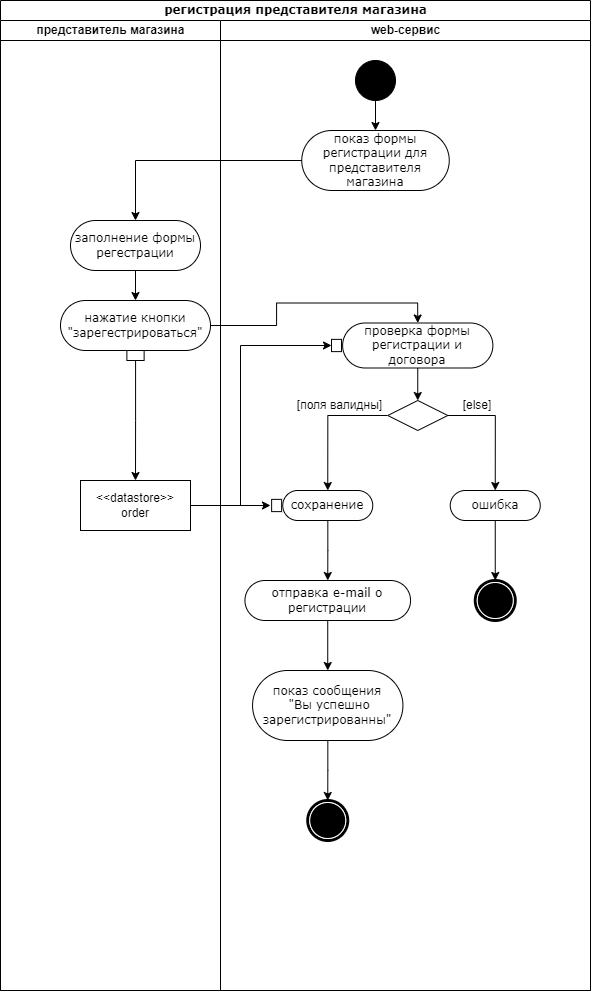 регистрация представителя магазина
представитель магазина
web-сервис
показ формы
регистрации для
представителя
магазина
заполнение формы
регестрации
нажатие кнопки
"зарегестрироваться"
проверка формы
регистрации и
договора
[поля валидны]
[else]
<<datastore>>
order
сохранение
ошибка
отправка e-mail о
регистрации
показ сообщения
"Вы успешно
зарегистрированны"